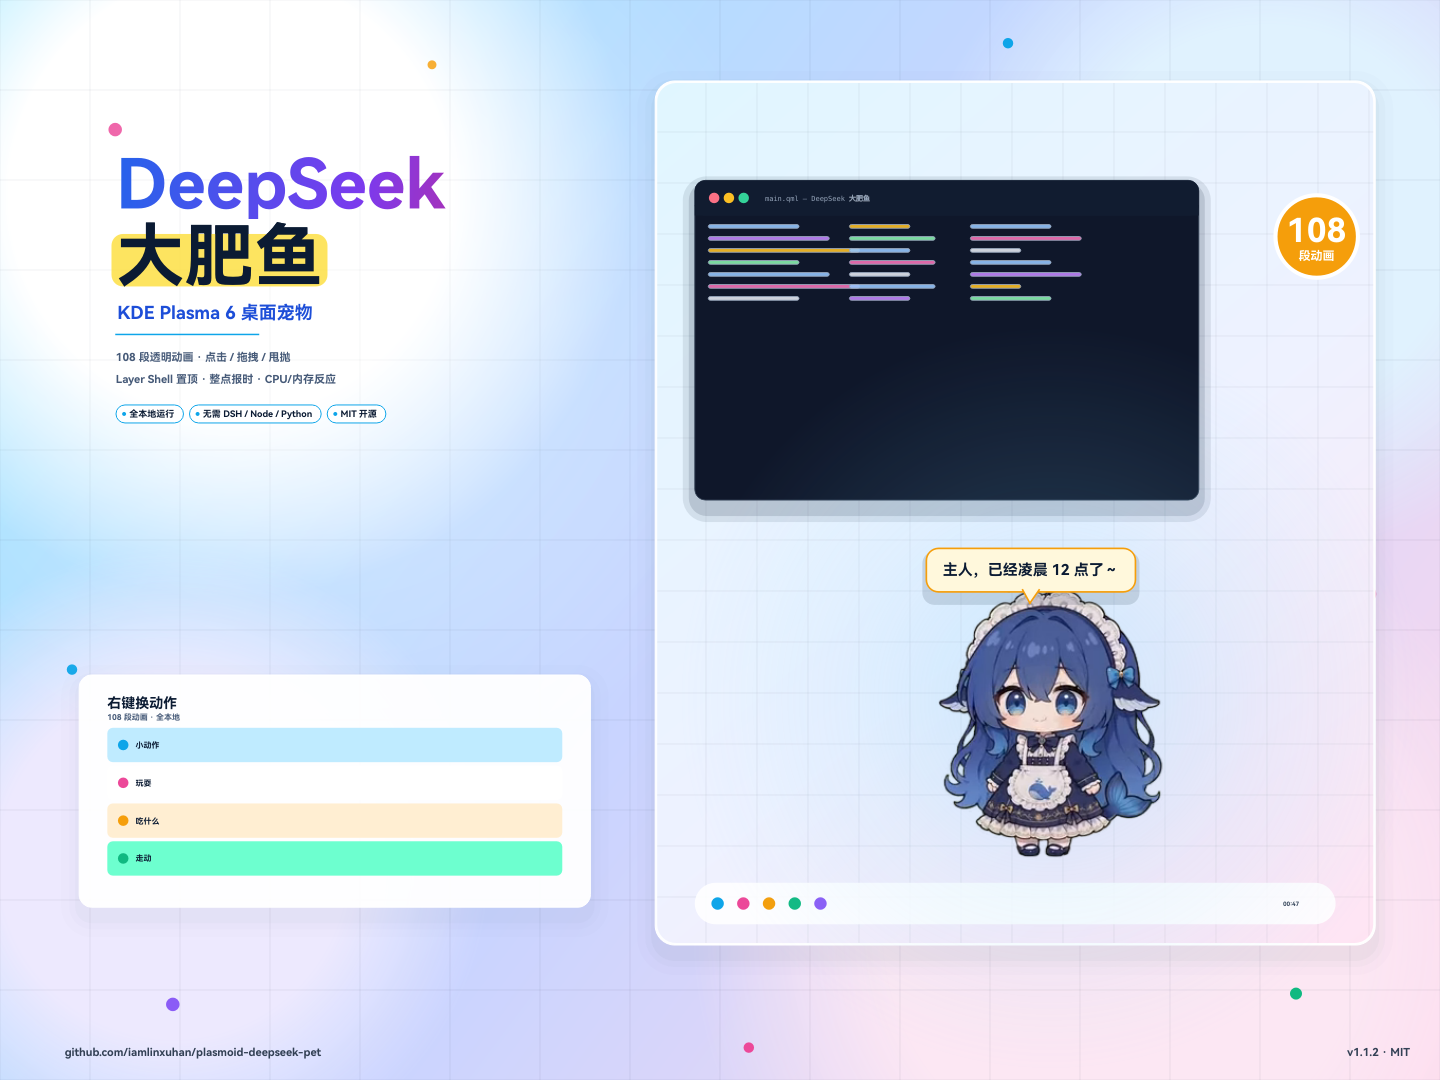 DeepSeek
大肥鱼
KDE Plasma 6 桌面宠物
108 段透明动画 · 点击 / 拖拽 / 甩抛
Layer Shell 置顶 · 整点报时 · CPU/内存反应
全本地运行
无需 DSH / Node / Python
MIT 开源
右键换动作
108 段动画 · 全本地
小动作
玩耍
吃什么
走动
main.qml — DeepSeek 大肥鱼
108
段动画
主人，已经凌晨 12 点了 ~
00:47
github.com/iamlinxuhan/plasmoid-deepseek-pet
v1.1.2 · MIT